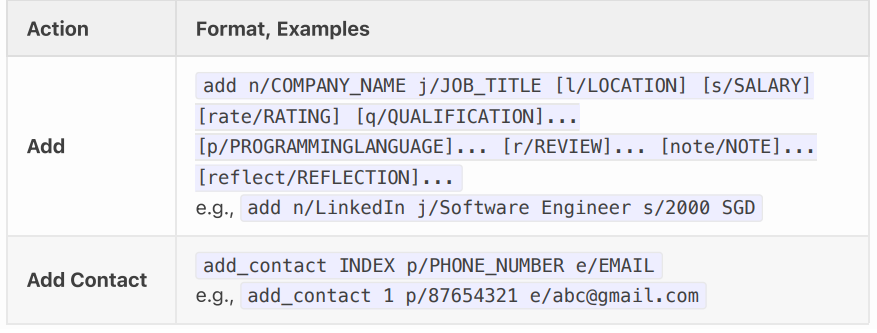 Action Format, Examples
add n/COMPANY_NAME j/JOB_TITLE [l/LOCATION] [s/SALARY]
[rate/RATING] [q/QUALIFICATION]...
Add
[p/PROGRAMMINGLANGUAGE]... [r/REVIEW]... [note/NOTE]...
[reflect/REFLECTION]...
e.g., add n/LinkedIn j/Software Engineer s/2000 SGD
Add Contact
add_contact INDEX p/PHONE_NUMBER e/EMAIL
e.g., add_contact 1 p/87654321 e/abc@gmail.com